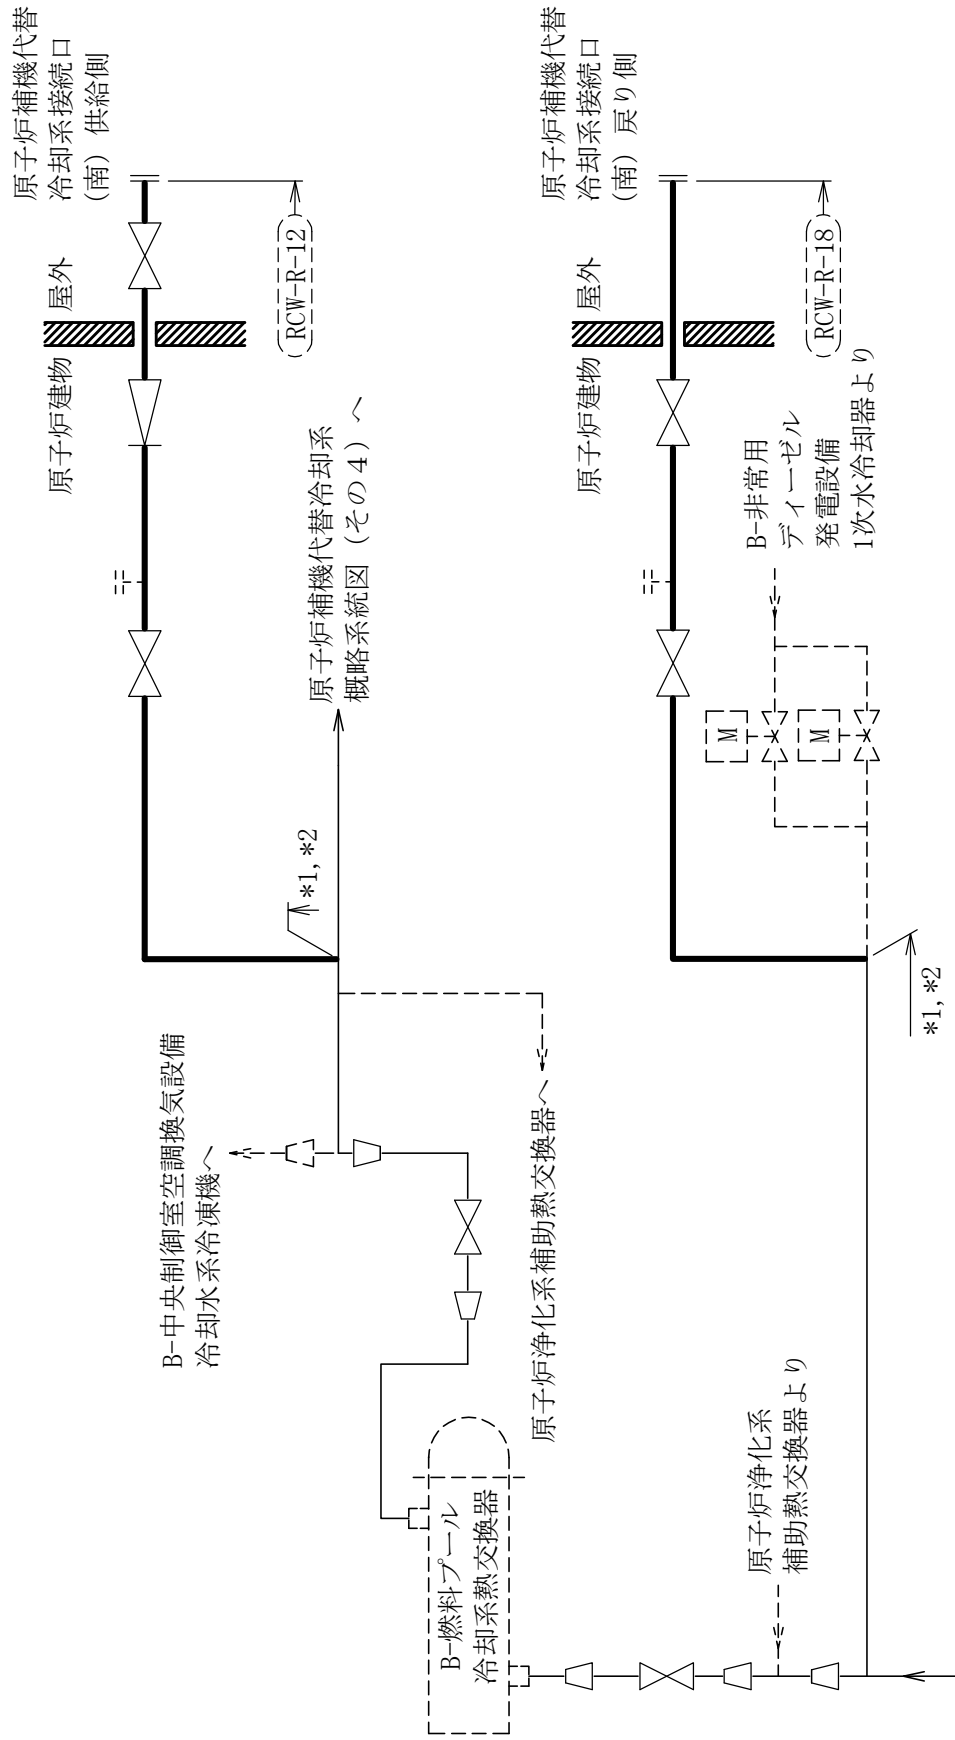 原子炉補機代替
冷却系接続口
(南) 供給側
屋外
原子炉建物
RCW-R-12
原子炉補機代替冷却系
概略系統図 (その４) へ
*1, *2
B-中央制御室空調換気設備
冷却水系冷凍機へ
原子炉浄化系補助熱交換器へ
B-燃料プール
冷却系熱交換器
原子炉補機代替
冷却系接続口
(南) 戻り側
屋外
原子炉建物
RCW-R-18
B-非常用
ディーゼル
発電設備
1次水冷却器より
M
M
*1, *2
原子炉浄化系
補助熱交換器より